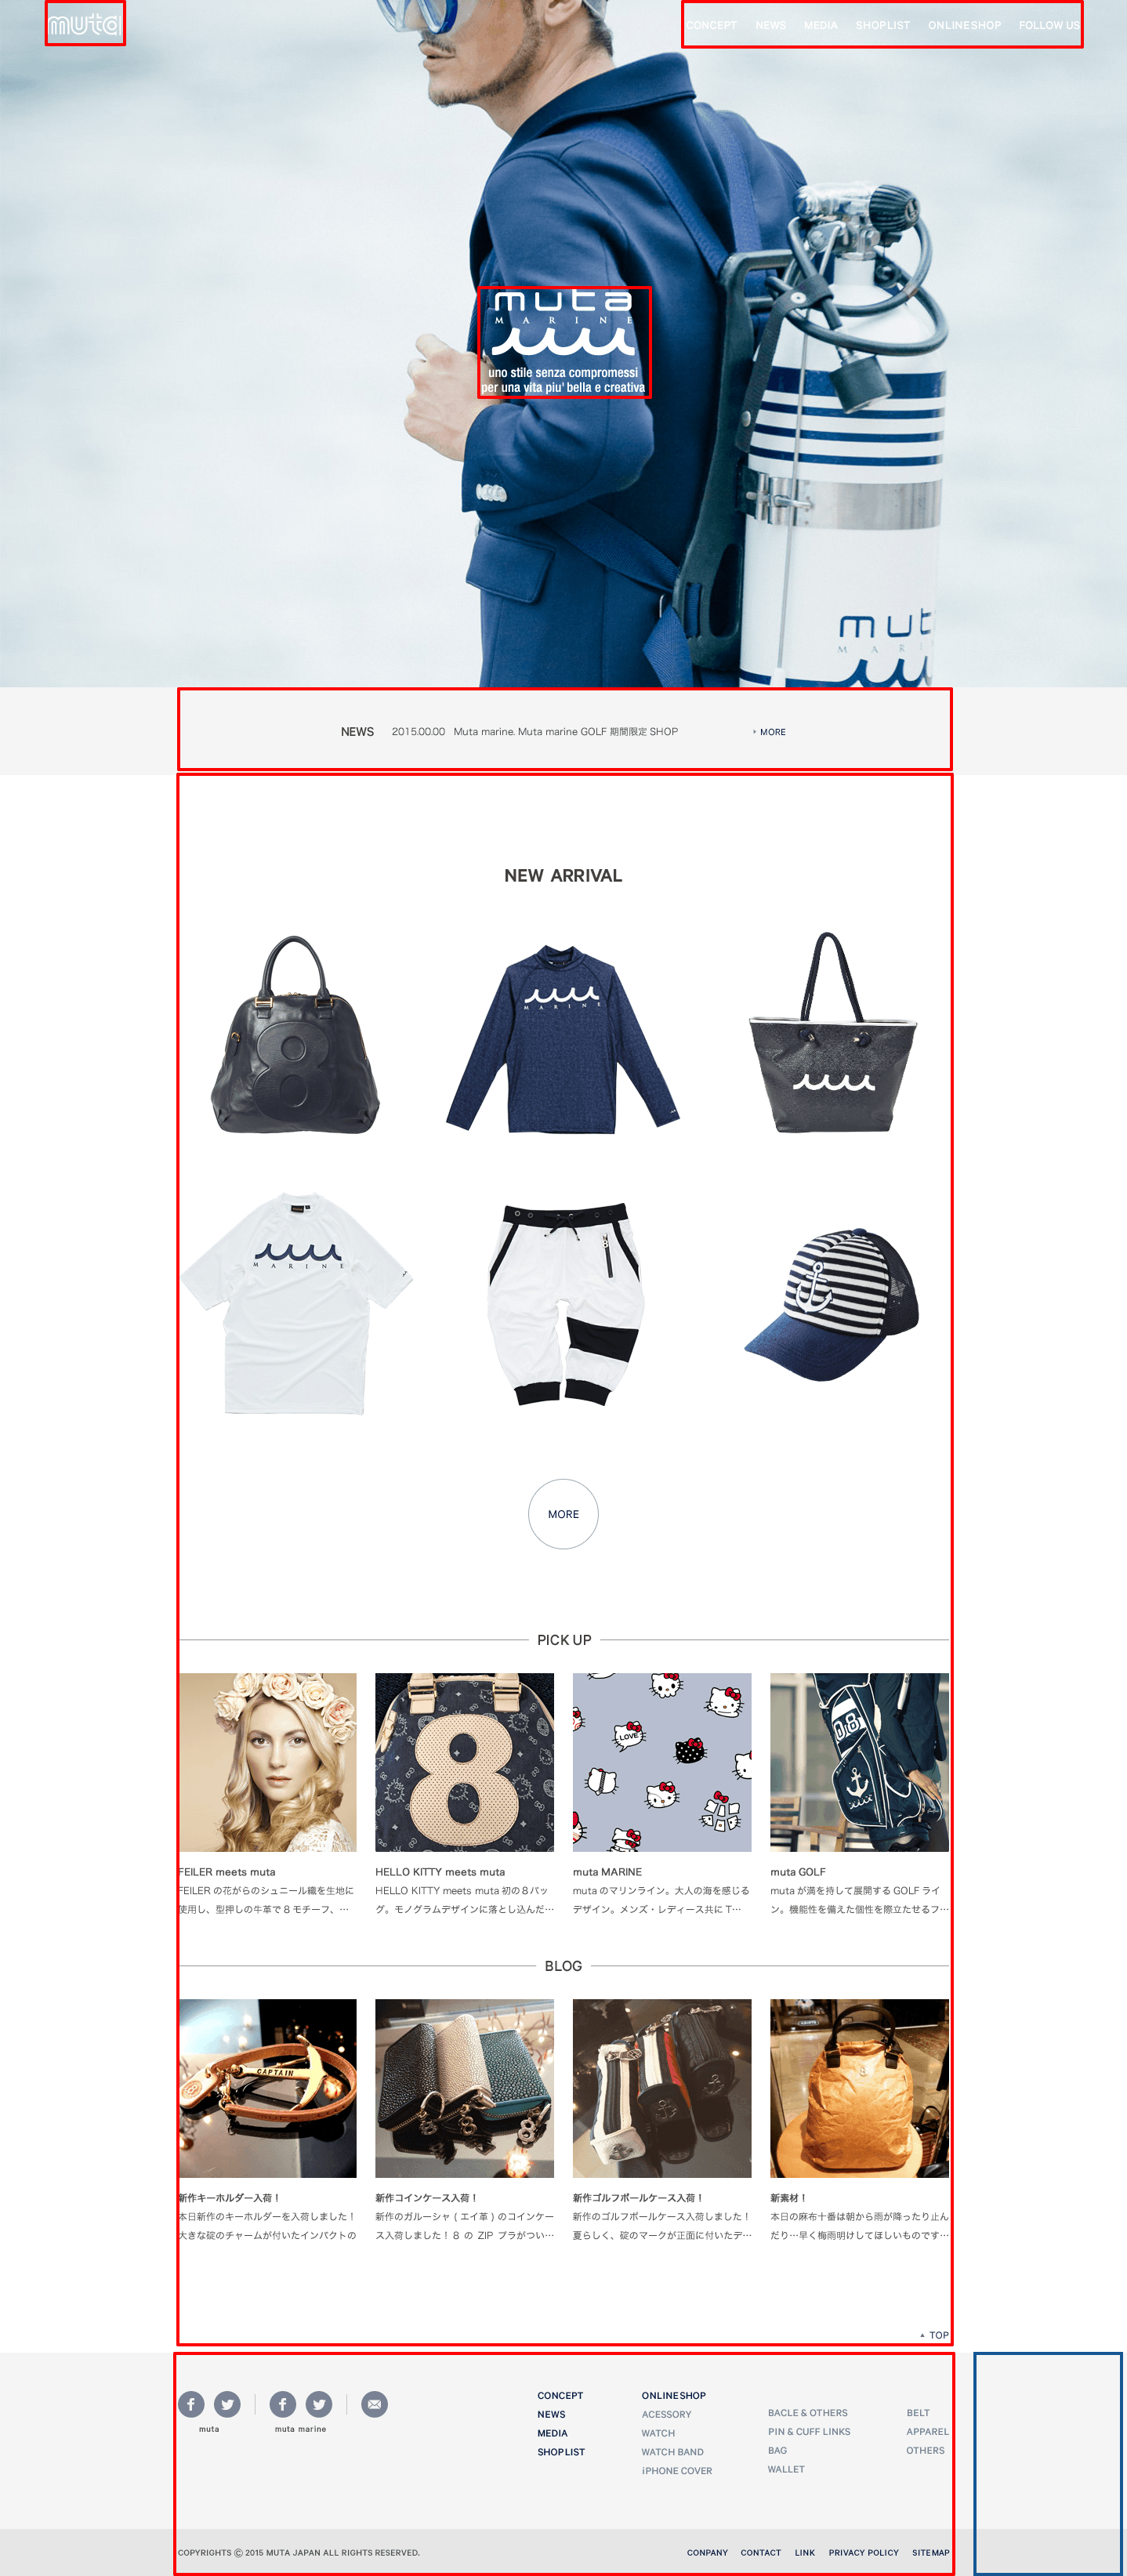 muta
CONCEPT NEWS MEDIA SHOPLIST ONLINESHOP FOLLOW US
muta
MARINE
uno stile senza compromessi
per una vita piu' bella e creativa
muta
MARINE
NEWS 2015.00.00 Muta marine. Muta marine GOLF 期間限定 SHOP MORE
NEW ARRIVAL
8
MARINE
MARINE
8
MORE
PICK UP
8
LOVE
08
FEILER meets muta
FEILER の花がらのシュニール織を生地に
使用し、型押しの牛革で 8 モチーフ、…
HELLO KITTY meets muta
HELLO KITTY meets muta 初の 8 バッ
グ。モノグラムデザインに落とし込んだ…
muta MARINE
muta のマリンライン。大人の海を感じる
デザイン。メンズ・レディース共に T…
muta GOLF
muta が満を持して展開する GOLF ライ
ン。機能性を備えた個性を際立たせるフ…
BLOG
CAPTAIN
新作キーホルダー入荷！
本日新作のキーホルダーを入荷しました！
大きな碇のチャームが付いたインパクトの
新作コインケース入荷！
新作のガルーシャ ( エイ革 ) のコインケー
ス入荷しました！ 8 の ZIP プラがつい…
新作ゴルフボールケース入荷！
新作のゴルフボールケース入荷しました！
夏らしく、碇のマークが正面に付いたデ…
新素材！
本日の麻布十番は朝から雨が降ったり止ん
だり…早く梅雨明けしてほしいものです…
TOP
muta
muta marine
CONCEPT
NEWS
MEDIA
SHOPLIST
ONLINESHOP
ACESSORY
WATCH
WATCH BAND
iPHONE COVER
BACLE & OTHERS
PIN & CUFF LINKS
BAG
WALLET
BELT
APPAREL
OTHERS
COPYRIGHTS © 2015 MUTA JAPAN ALL RIGHTS RESERVED.
CONPANY CONTACT LINK PRIVACY POLICY SITEMAP